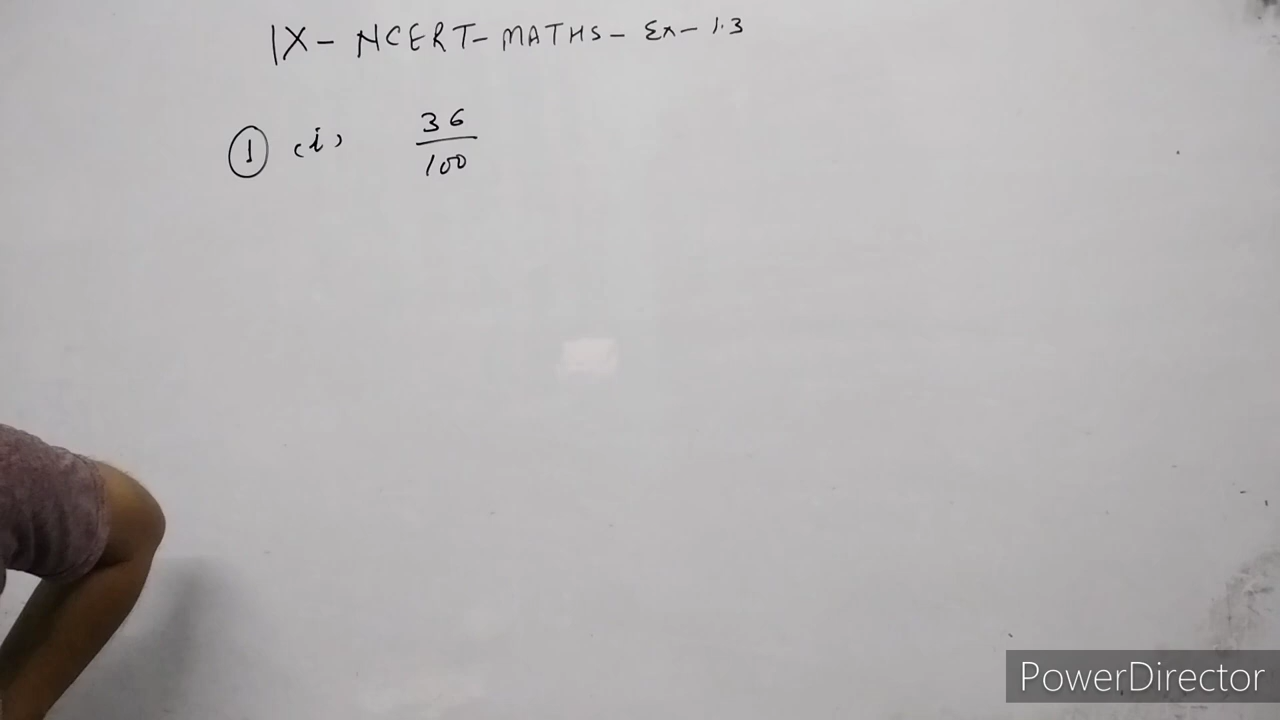 IX - NCERT - MATHS - Ex - 1.3
① (i) 36/100
PowerDirector